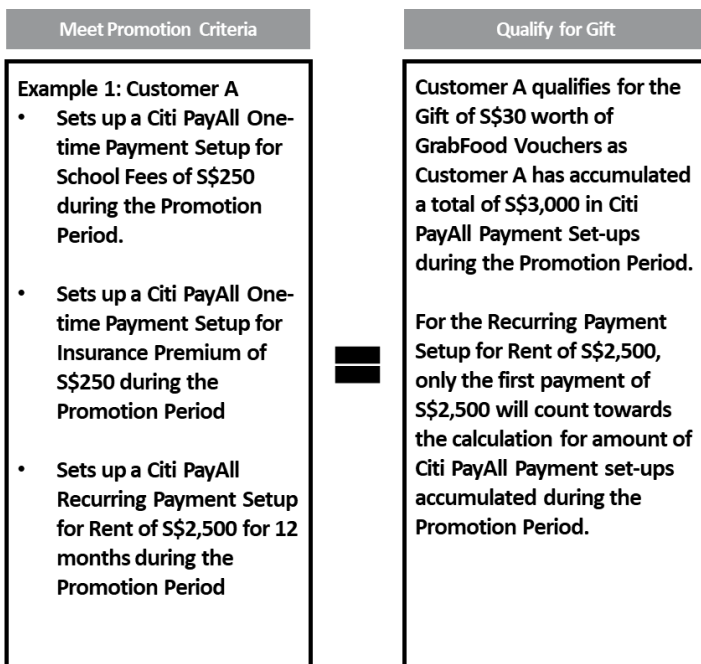 Meet Promotion Criteria
Example 1: Customer A
• Sets up a Citi PayAll One-
time Payment Setup for
School Fees of S$250
during the Promotion
Period.
• Sets up a Citi PayAll One-
time Payment Setup for
Insurance Premium of
S$250 during the
Promotion Period
• Sets up a Citi PayAll
Recurring Payment Setup
for Rent of S$2,500 for 12
months during the
Promotion Period
=
Qualify for Gift
Customer A qualifies for the
Gift of S$30 worth of
GrabFood Vouchers as
Customer A has accumulated
a total of S$3,000 in Citi
PayAll Payment Set-ups
during the Promotion Period.
For the Recurring Payment
Setup for Rent of S$2,500,
only the first payment of
S$2,500 will count towards
the calculation for amount of
Citi PayAll Payment set-ups
accumulated during the
Promotion Period.